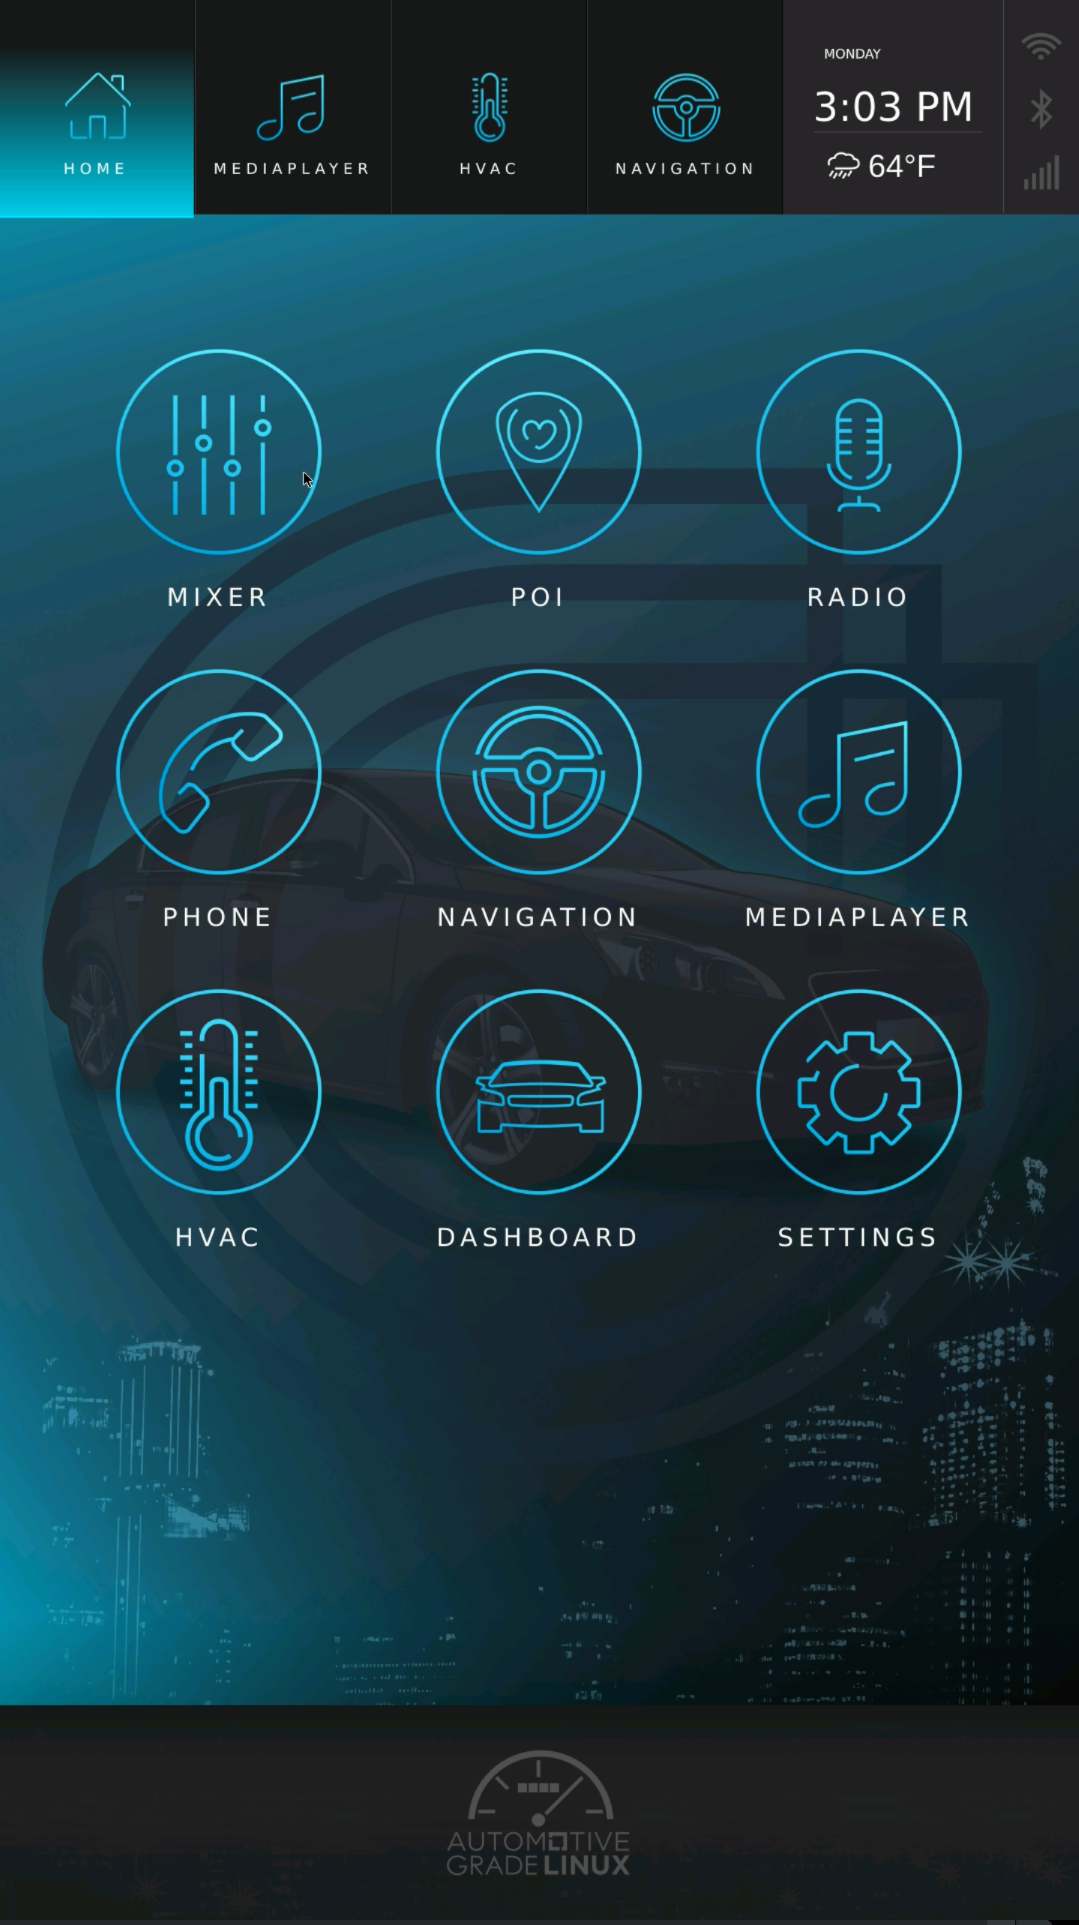 HOME
MEDIAPLAYER
HVAC
NAVIGATION
MONDAY
3:03 PM
64°F
MIXER
POI
RADIO
PHONE
NAVIGATION
MEDIAPLAYER
HVAC
DASHBOARD
SETTINGS
AUTOMOTIVE
GRADE LINUX